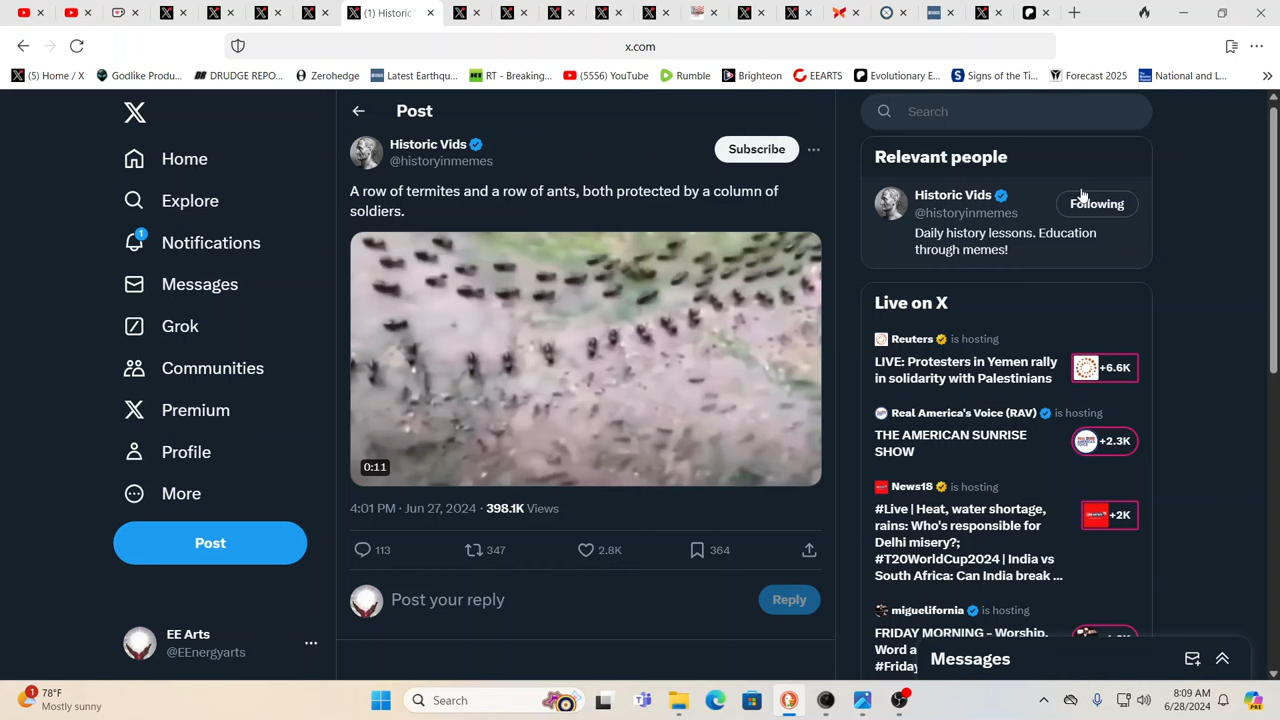 (1) Historic
x.com
(5) Home / X
Godlike Produ...
DRUDGE REPO...
Zerohedge
Latest Earthqu...
RT - Breaking...
(5556) YouTube
Rumble
Brighteon
EEARTS
Evolutionary E...
Signs of the Ti...
Forecast 2025
National and L...
Home
Explore
1
Notifications
Messages
Grok
Communities
Premium
Profile
More
Post
EE Arts
@EEnergyarts
Post
Historic Vids
@historyinmemes
Subscribe
A row of termites and a row of ants, both protected by a column of
soldiers.
0:11
4:01 PM · Jun 27, 2024 · 398.1K Views
113
347
2.8K
364
Post your reply
Reply
Search
Relevant people
Historic Vids
@historyinmemes
Following
Daily history lessons. Education
through memes!
Live on X
Reuters is hosting
LIVE: Protesters in Yemen rally
in solidarity with Palestinians
+6.6K
Real America's Voice (RAV) is hosting
THE AMERICAN SUNRISE
SHOW
+2.3K
News18 is hosting
#Live | Heat, water shortage,
rains: Who's responsible for
Delhi misery?;
#T20WorldCup2024 | India vs
South Africa: Can India break ...
+2K
miguelifornia is hosting
FRIDAY MORNING - Worship,
Word a
#Friday
Messages
1
78°F
Mostly sunny
Search
8:09 AM
6/28/2024